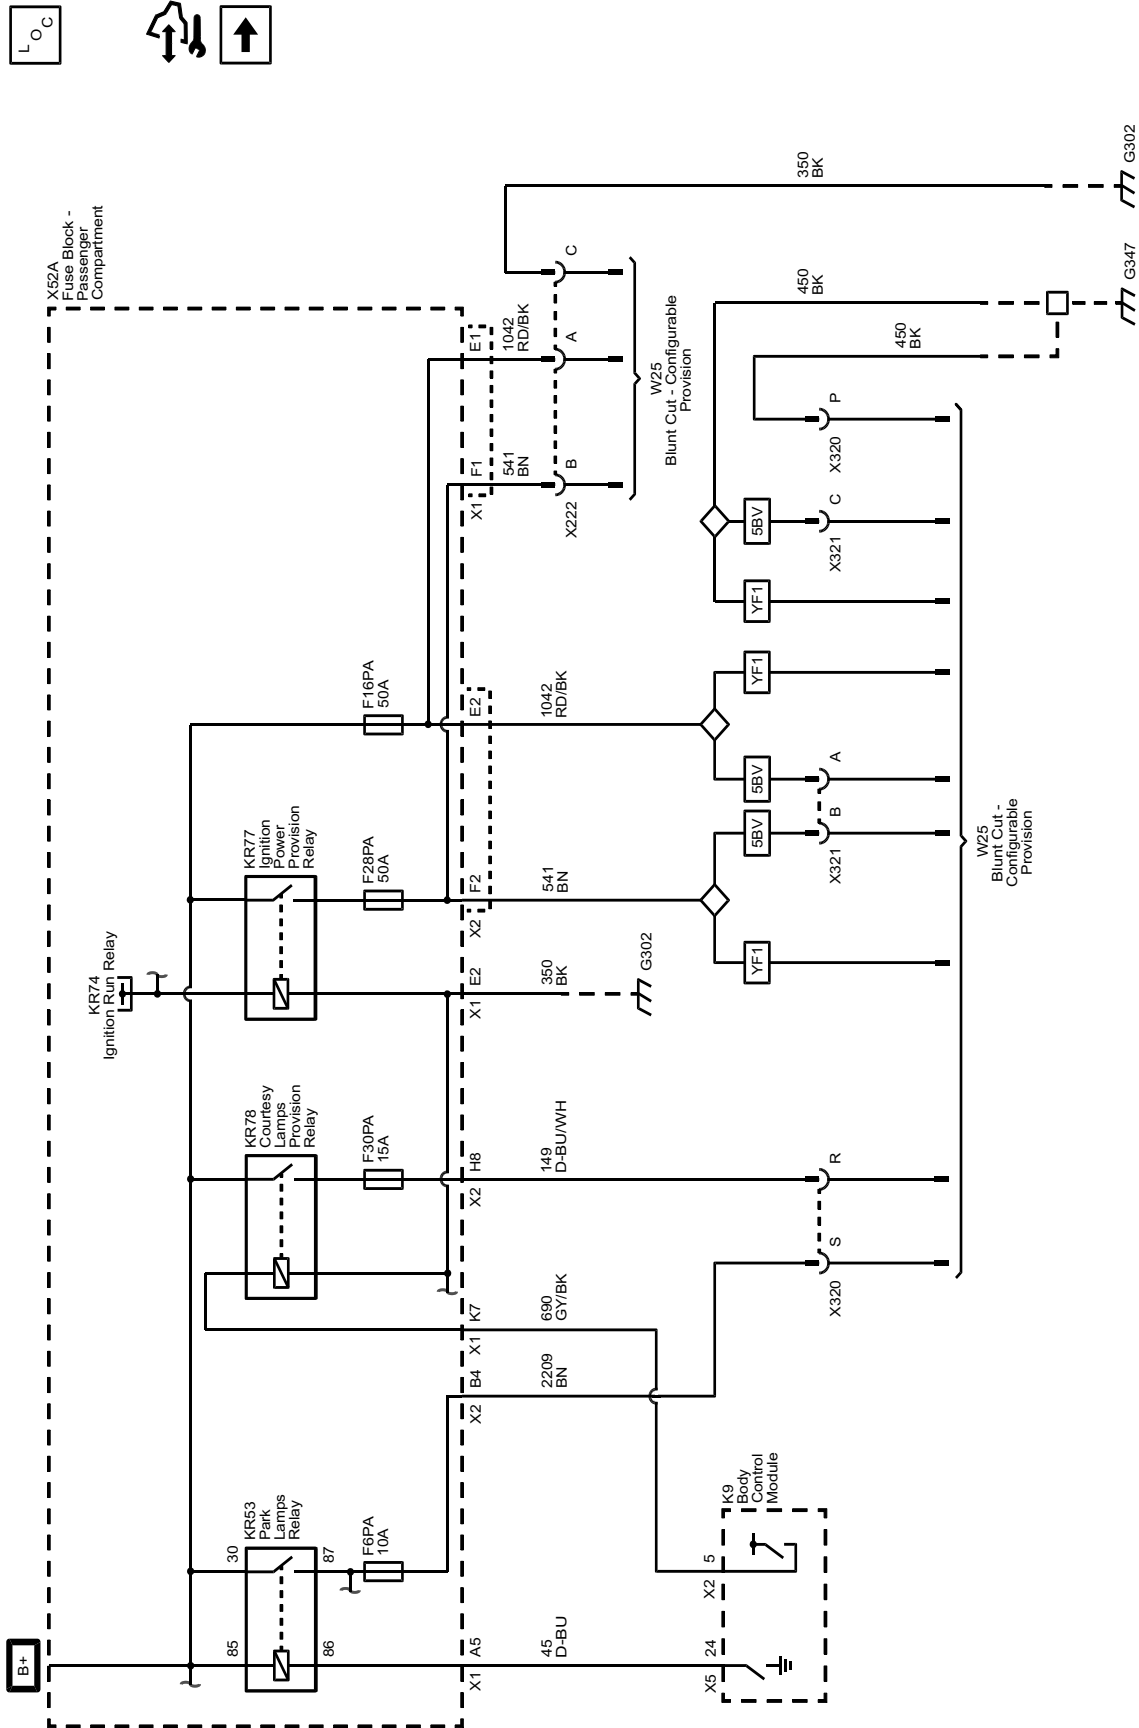 L O C
B+
X52A
Fuse Block -
Passenger
Compartment
KR74
Ignition Run Relay
KR53
Park
Lamps
Relay
85
30
86
87
F6PA
10A
KR78
Courtesy
Lamps
Provision
Relay
F30PA
15A
KR77
Ignition
Power
Provision
Relay
F28PA
50A
F16PA
50A
X1
A5
X2
B4
X1
K7
X2
H8
X1
E2
X2
F2
E2
X1
F1
E1
45
D-BU
2209
BN
690
GY/BK
149
D-BU/WH
350
BK
G302
541
BN
1042
RD/BK
541
BN
1042
RD/BK
X222
B
A
C
W25
Blunt Cut - Configurable
Provision
350
BK
G302
450
BK
G347
450
BK
X5
24
X2
5
K9
Body
Control
Module
X320
S
R
YF1
5BV
5BV
YF1
YF1
5BV
X321
B
A
X321
C
X320
P
W25
Blunt Cut -
Configurable
Provision